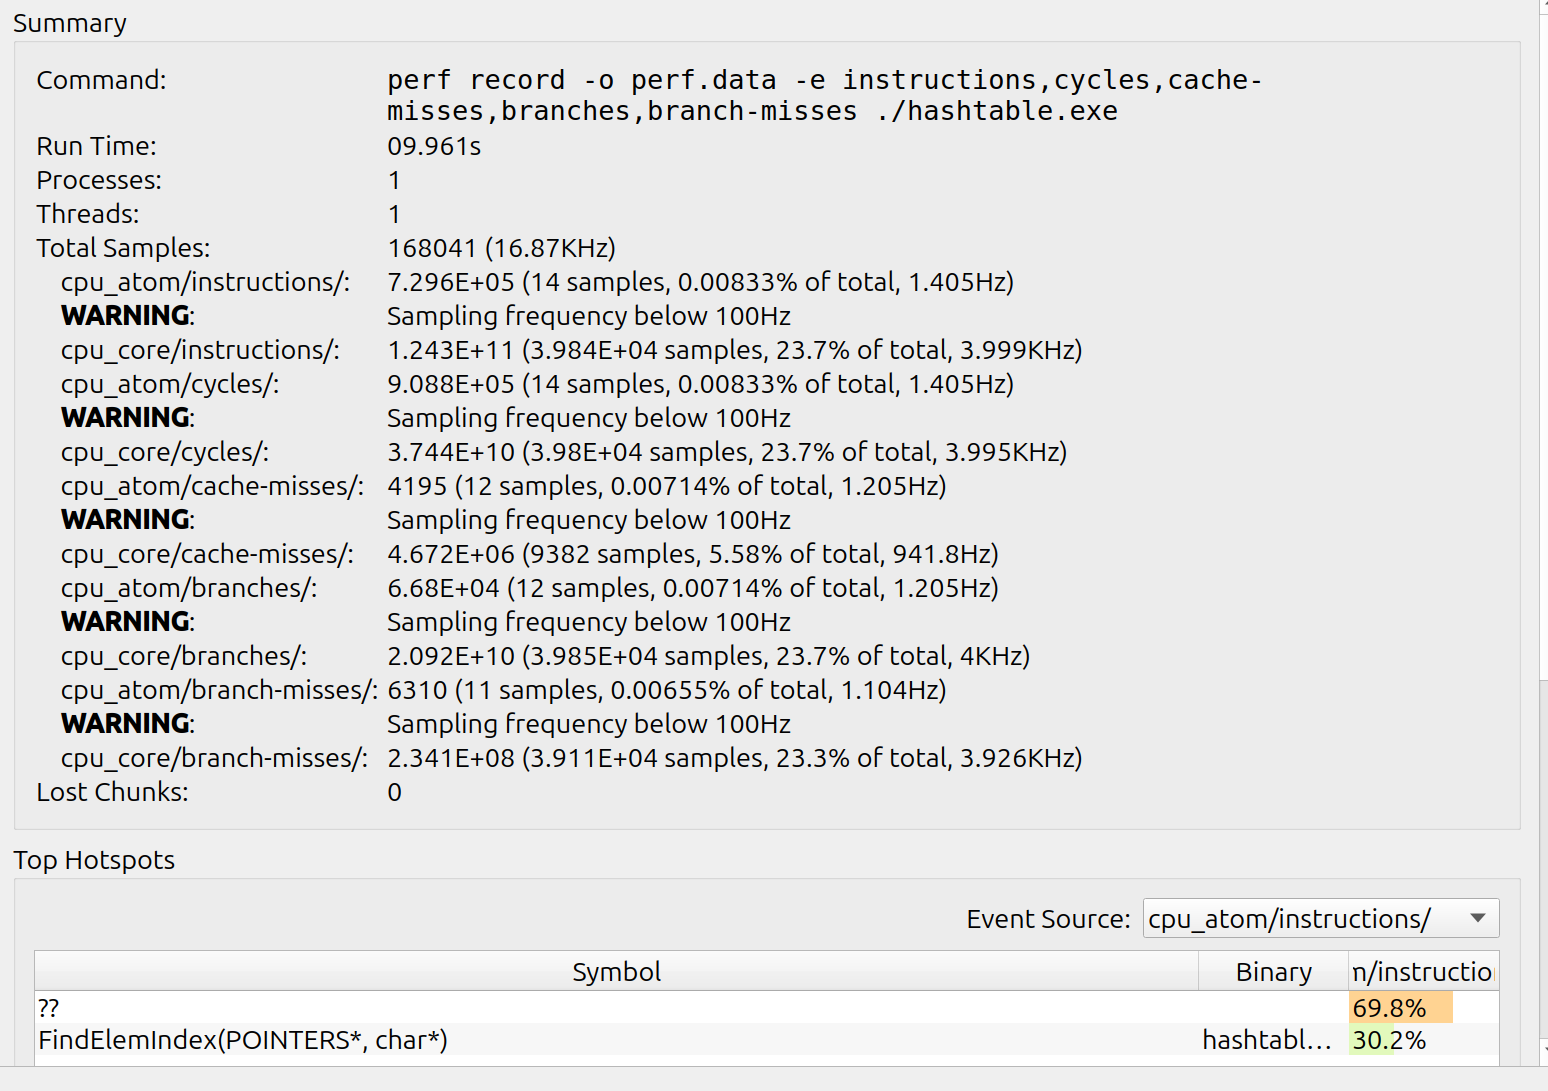 Summary
Command: perf record -o perf.data -e instructions,cycles,cache-
misses,branches,branch-misses ./hashtable.exe
Run Time: 09.961s
Processes: 1
Threads: 1
Total Samples: 168041 (16.87KHz)
cpu_atom/instructions/: 7.296E+05 (14 samples, 0.00833% of total, 1.405Hz)
WARNING: Sampling frequency below 100Hz
cpu_core/instructions/: 1.243E+11 (3.984E+04 samples, 23.7% of total, 3.999KHz)
cpu_atom/cycles/: 9.088E+05 (14 samples, 0.00833% of total, 1.405Hz)
WARNING: Sampling frequency below 100Hz
cpu_core/cycles/: 3.744E+10 (3.98E+04 samples, 23.7% of total, 3.995KHz)
cpu_atom/cache-misses/: 4195 (12 samples, 0.00714% of total, 1.205Hz)
WARNING: Sampling frequency below 100Hz
cpu_core/cache-misses/: 4.672E+06 (9382 samples, 5.58% of total, 941.8Hz)
cpu_atom/branches/: 6.68E+04 (12 samples, 0.00714% of total, 1.205Hz)
WARNING: Sampling frequency below 100Hz
cpu_core/branches/: 2.092E+10 (3.985E+04 samples, 23.7% of total, 4KHz)
cpu_atom/branch-misses/: 6310 (11 samples, 0.00655% of total, 1.104Hz)
WARNING: Sampling frequency below 100Hz
cpu_core/branch-misses/: 2.341E+08 (3.911E+04 samples, 23.3% of total, 3.926KHz)
Lost Chunks: 0
Top Hotspots
Event Source: cpu_atom/instructions/
Symbol Binary m/instruction
?? 69.8%
FindElemIndex(POINTERS*, char*) hashtabl... 30.2%